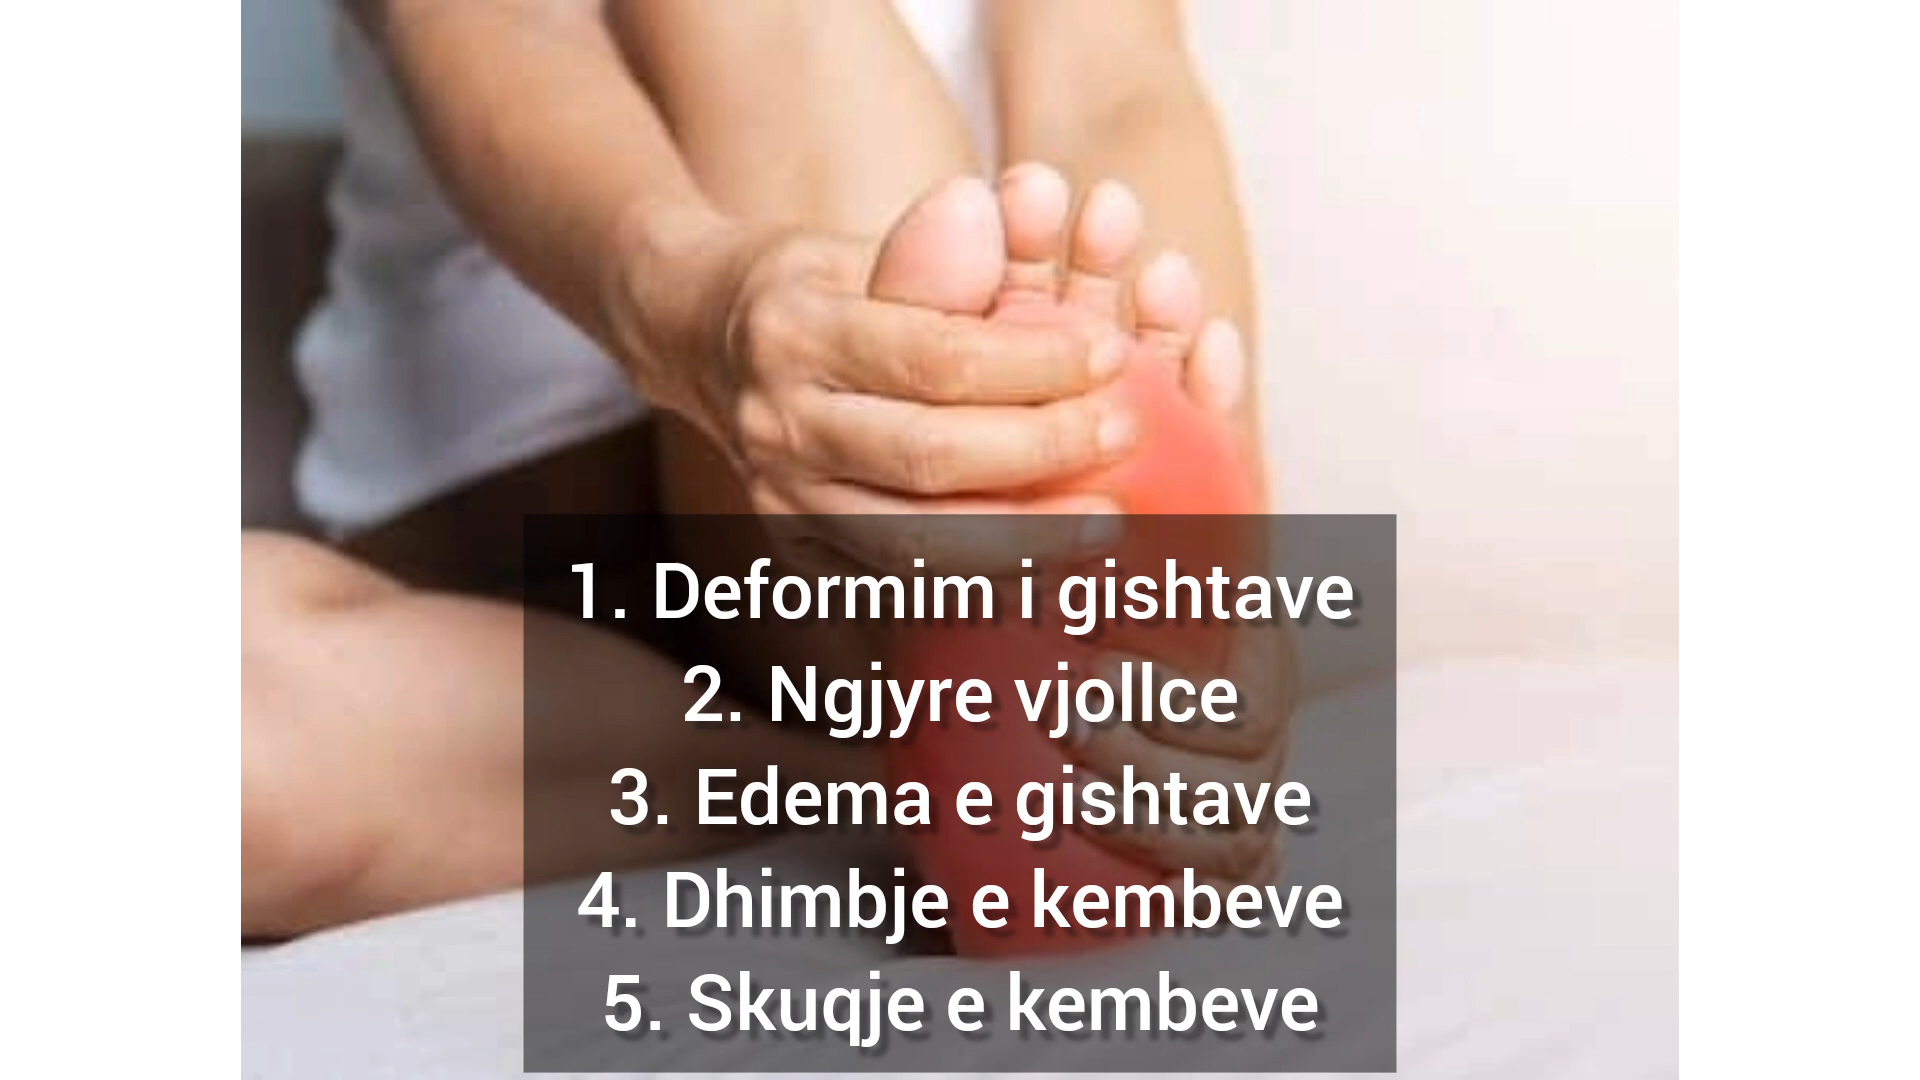 1. Deformim i gishtave
2. Ngjyre vjollce
3. Edema e gishtave
4. Dhimbje e kembeve
5. Skuqje e kembeve